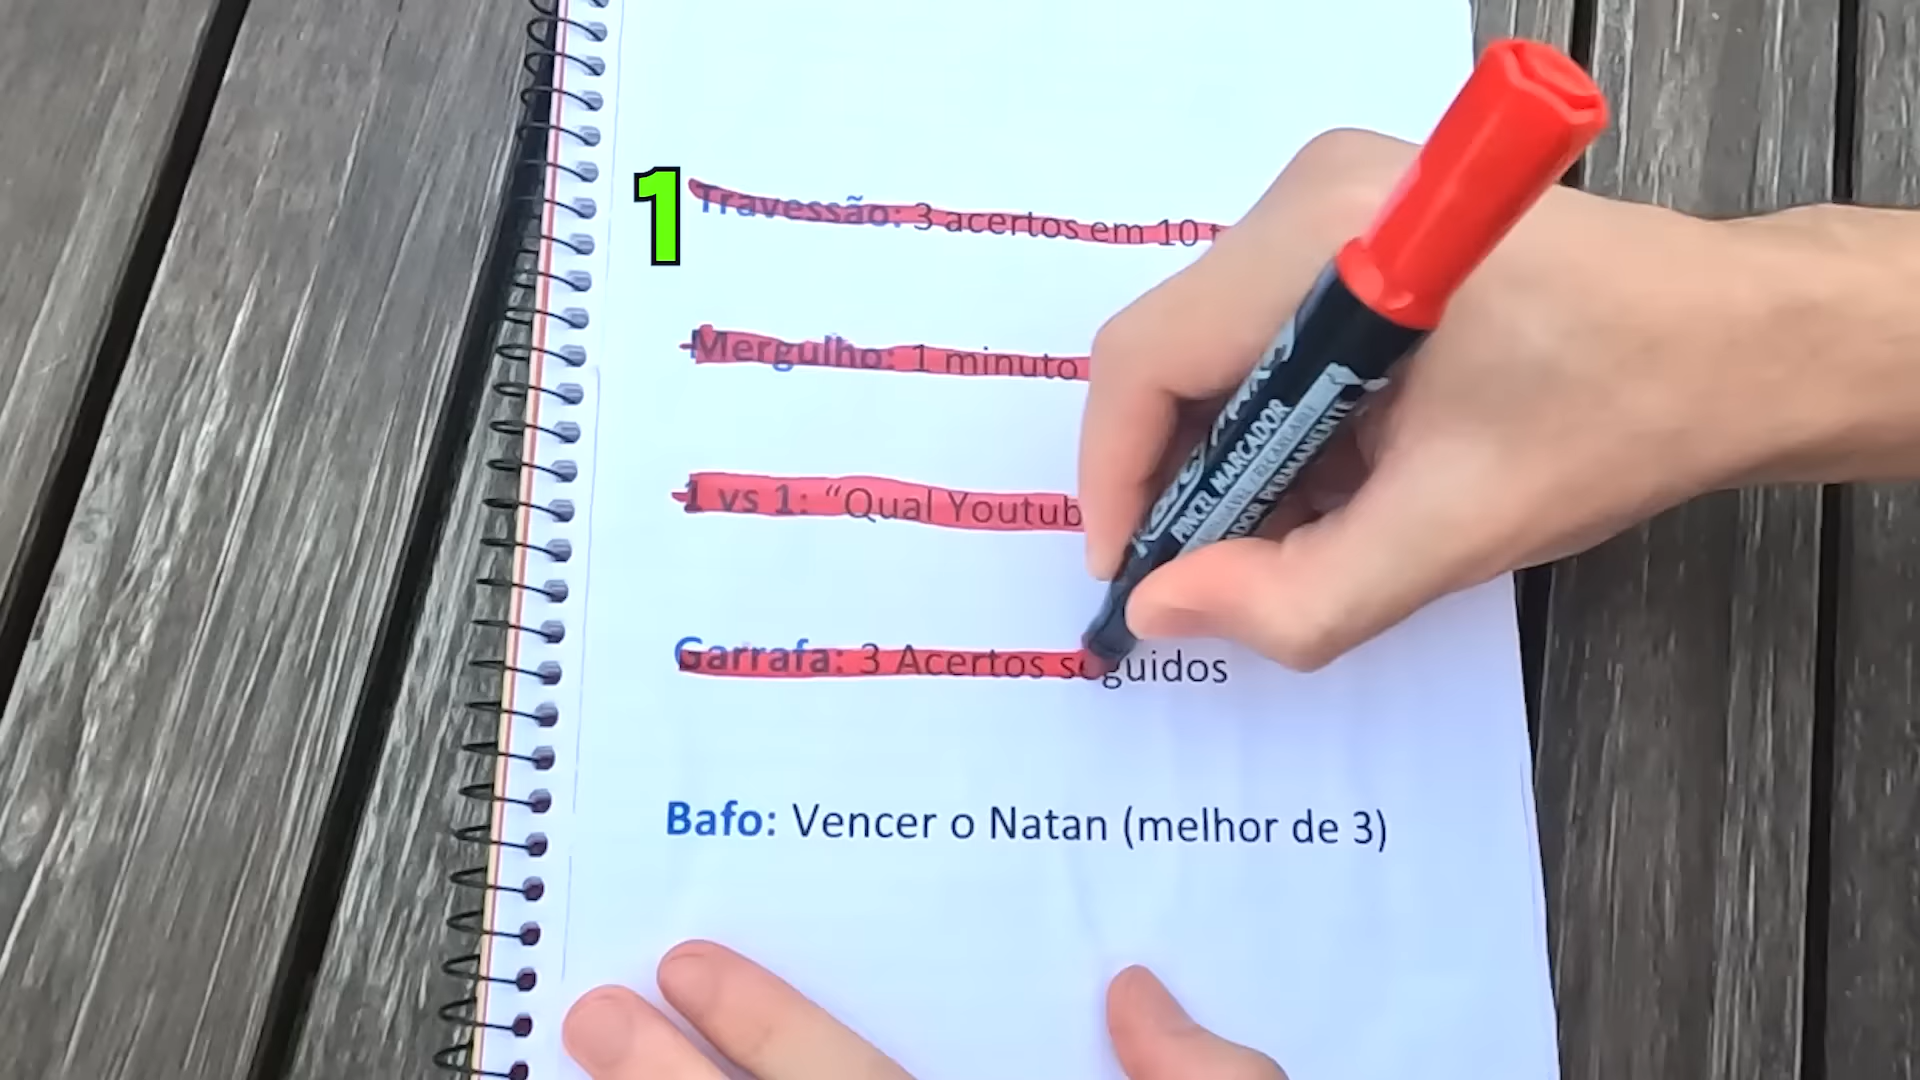 1
Travessão: 3 acertos em 10
Mergulho: 1 minuto
1 vs 1: “Qual Youtub
Garrafa: 3 Acertos seguidos
Bafo: Vencer o Natan (melhor de 3)
PINCEL MARCADOR
PERMANENTE